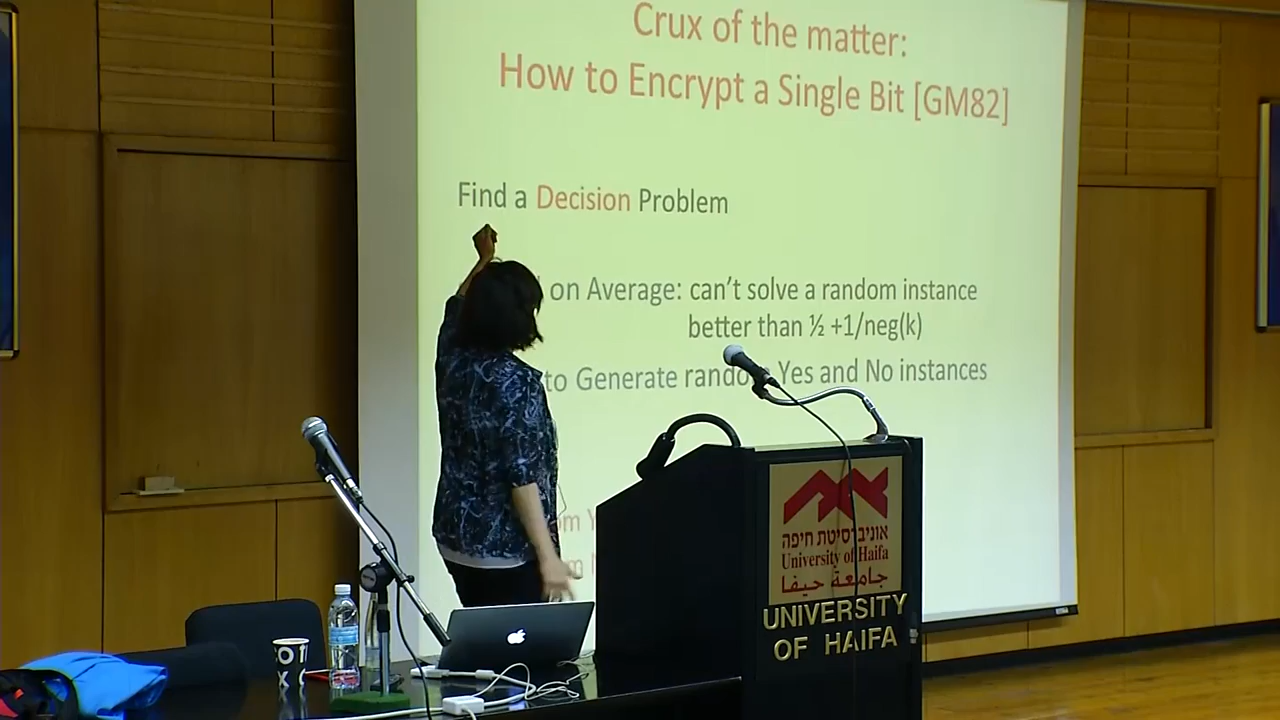 Crux of the matter:
How to Encrypt a Single Bit [GM82]
Find a Decision Problem
on Average: can't solve a random instance
better than ½ +1/neg(k)
to Generate Yes and No instances
אוניברסיטת חיפה
University of Haifa
جامعة حيفا
UNIVERSITY
OF HAIFA